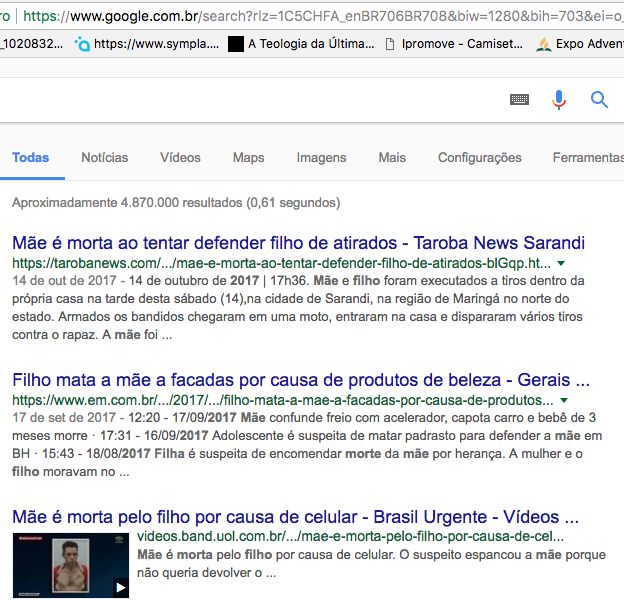 ro https://www.google.com.br/search?rlz=1C5CHFA_enBR706BR708&biw=1280&bih=703&ei=o_
_1020832... https://www.sympla.... A Teologia da Última... Ipromove - Camiset... Expo Advent
Todas Notícias Vídeos Maps Imagens Mais Configurações Ferramentas
Aproximadamente 4.870.000 resultados (0,61 segundos)
Mãe é morta ao tentar defender filho de atirados - Taroba News Sarandi
https://tarobanews.com/.../mae-e-morta-ao-tentar-defender-filho-de-atirados-blGqp.ht...
14 de out de 2017 - 14 de outubro de 2017 | 17h36. Mãe e filho foram executados a tiros dentro da
própria casa na tarde desta sábado (14),na cidade de Sarandi, na região de Maringá no norte do
estado. Armados os bandidos chegaram em uma moto, entraram na casa e dispararam vários tiros
contra o rapaz. A mãe foi ...
Filho mata a mãe a facadas por causa de produtos de beleza - Gerais ...
https://www.em.com.br/.../2017/.../filho-mata-a-mae-a-facadas-por-causa-de-produtos...
17 de set de 2017 - 12:20 - 17/09/2017 Mãe confunde freio com acelerador, capota carro e bebê de 3
meses morre · 17:31 - 16/09/2017 Adolescente é suspeita de matar padrasto para defender a mãe em
BH · 15:43 - 18/08/2017 Filha é suspeita de encomendar morte da mãe por herança. A mulher e o
filho moravam no ...
Mãe é morta pelo filho por causa de celular - Brasil Urgente - Vídeos ...
videos.band.uol.com.br/.../mae-e-morta-pelo-filho-por-causa-de-cel...
Mãe é morta pelo filho por causa de celular. O suspeito espancou a mãe porque
não queria devolver o ...